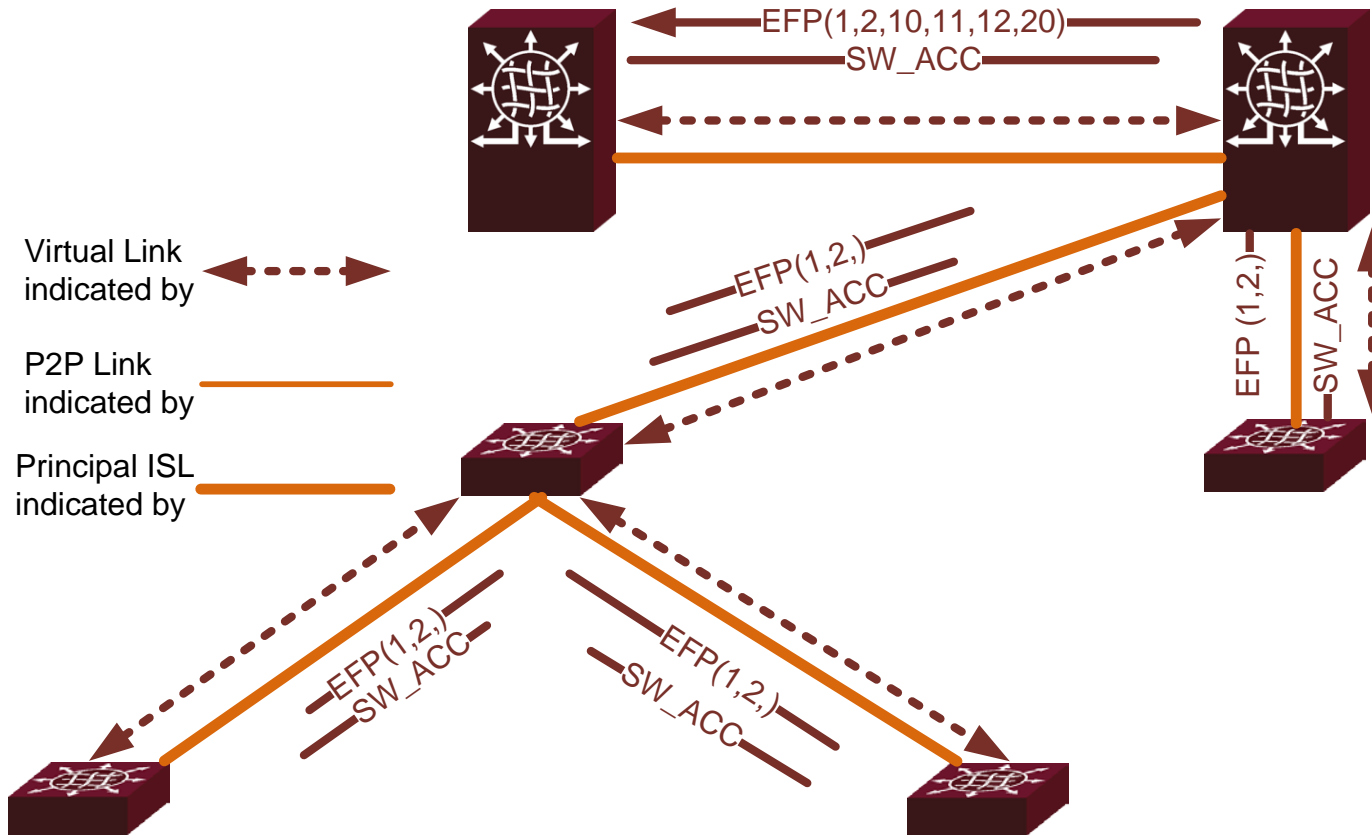 EFP(1,2,10,11,12,20)
SW_ACC
Virtual Link
indicated by
P2P Link
indicated by
Principal ISL
indicated by
EFP(1,2,)
SW_ACC
EFP (1,2,)
SW_ACC
EFP(1,2,)
SW_ACC
EFP(1,2,)
SW_ACC